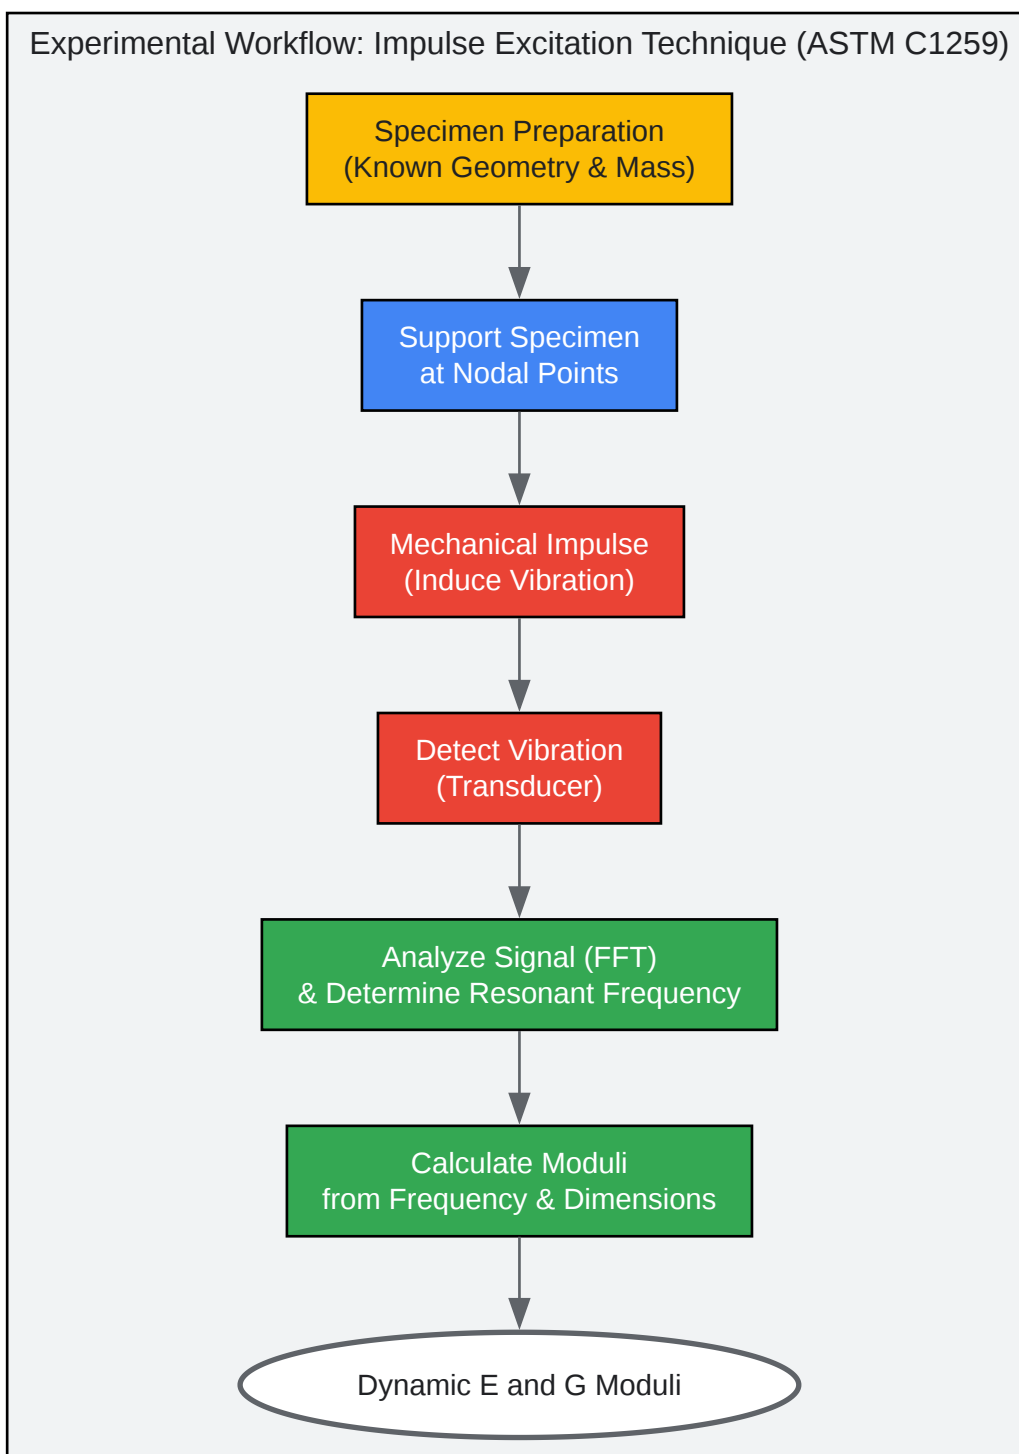 Experimental Workflow: Impulse Excitation Technique (ASTM C1259)
Specimen Preparation
(Known Geometry & Mass)
Support Specimen
at Nodal Points
Mechanical Impulse
(Induce Vibration)
Detect Vibration
(Transducer)
Analyze Signal (FFT)
& Determine Resonant Frequency
Calculate Moduli
from Frequency & Dimensions
Dynamic E and G Moduli